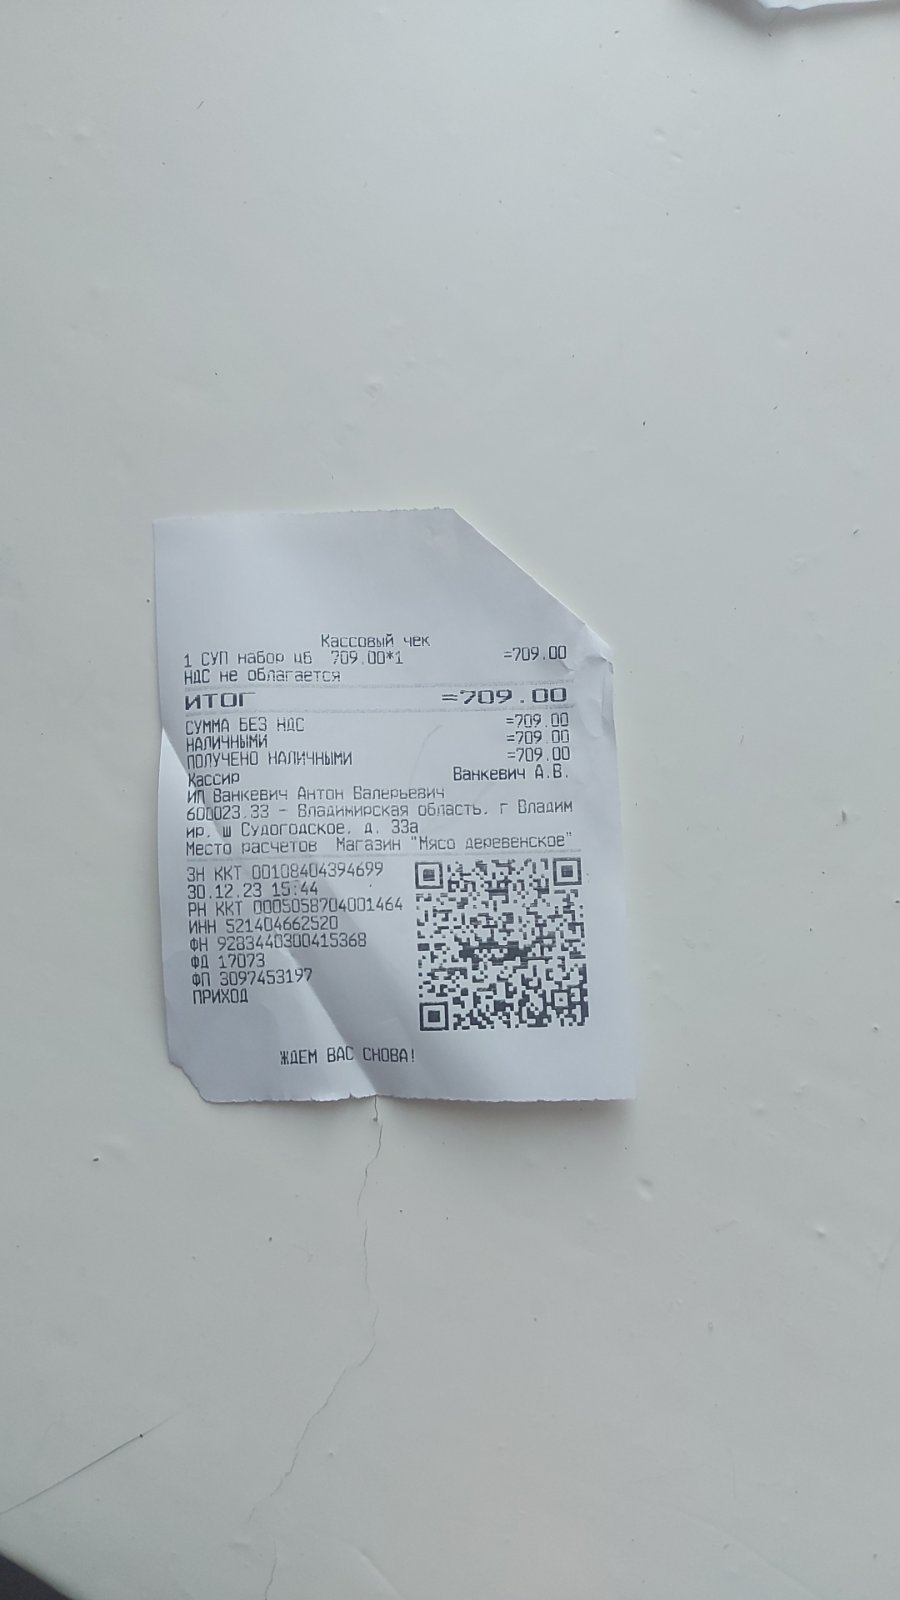 Кассовый чек
1 СУП набор цб 709.00*1 =709.00
НДС не облагается
ИТОГ =709.00
СУММА БЕЗ НДС =709.00
НАЛИЧНЫМИ =709.00
ПОЛУЧЕНО НАЛИЧНЫМИ =709.00
Кассир Ванкевич А.В.
ИП Ванкевич Антон Валерьевич
600023,33 - Владимирская область, г Владим
ир, ш Судогодское, д. 33а
Место расчетов Магазин "Мясо деревенское"
ЗН ККТ 00108404394699
30.12.23 15:44
РН ККТ 0005058704001464
ИНН 521404662520
ФН 9283440300415368
ФД 17073
ФП 3097453197
ПРИХОД
ЖДЕМ ВАС СНОВА!